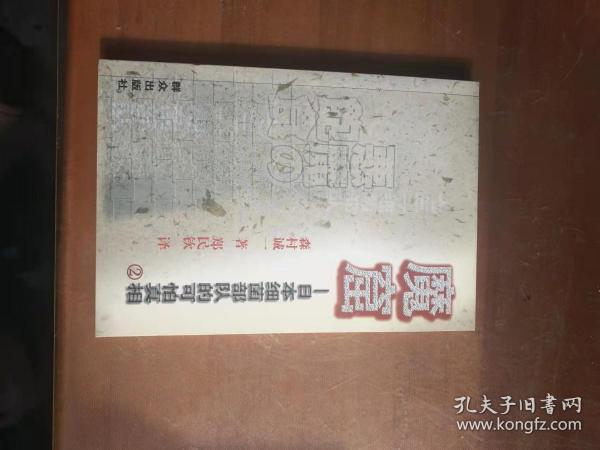 魔窟
—日本细菌部队的可怕真相
②
森村诚一 著 郑民钦 译
群众出版社
孔夫子旧书网
www.kongfz.com